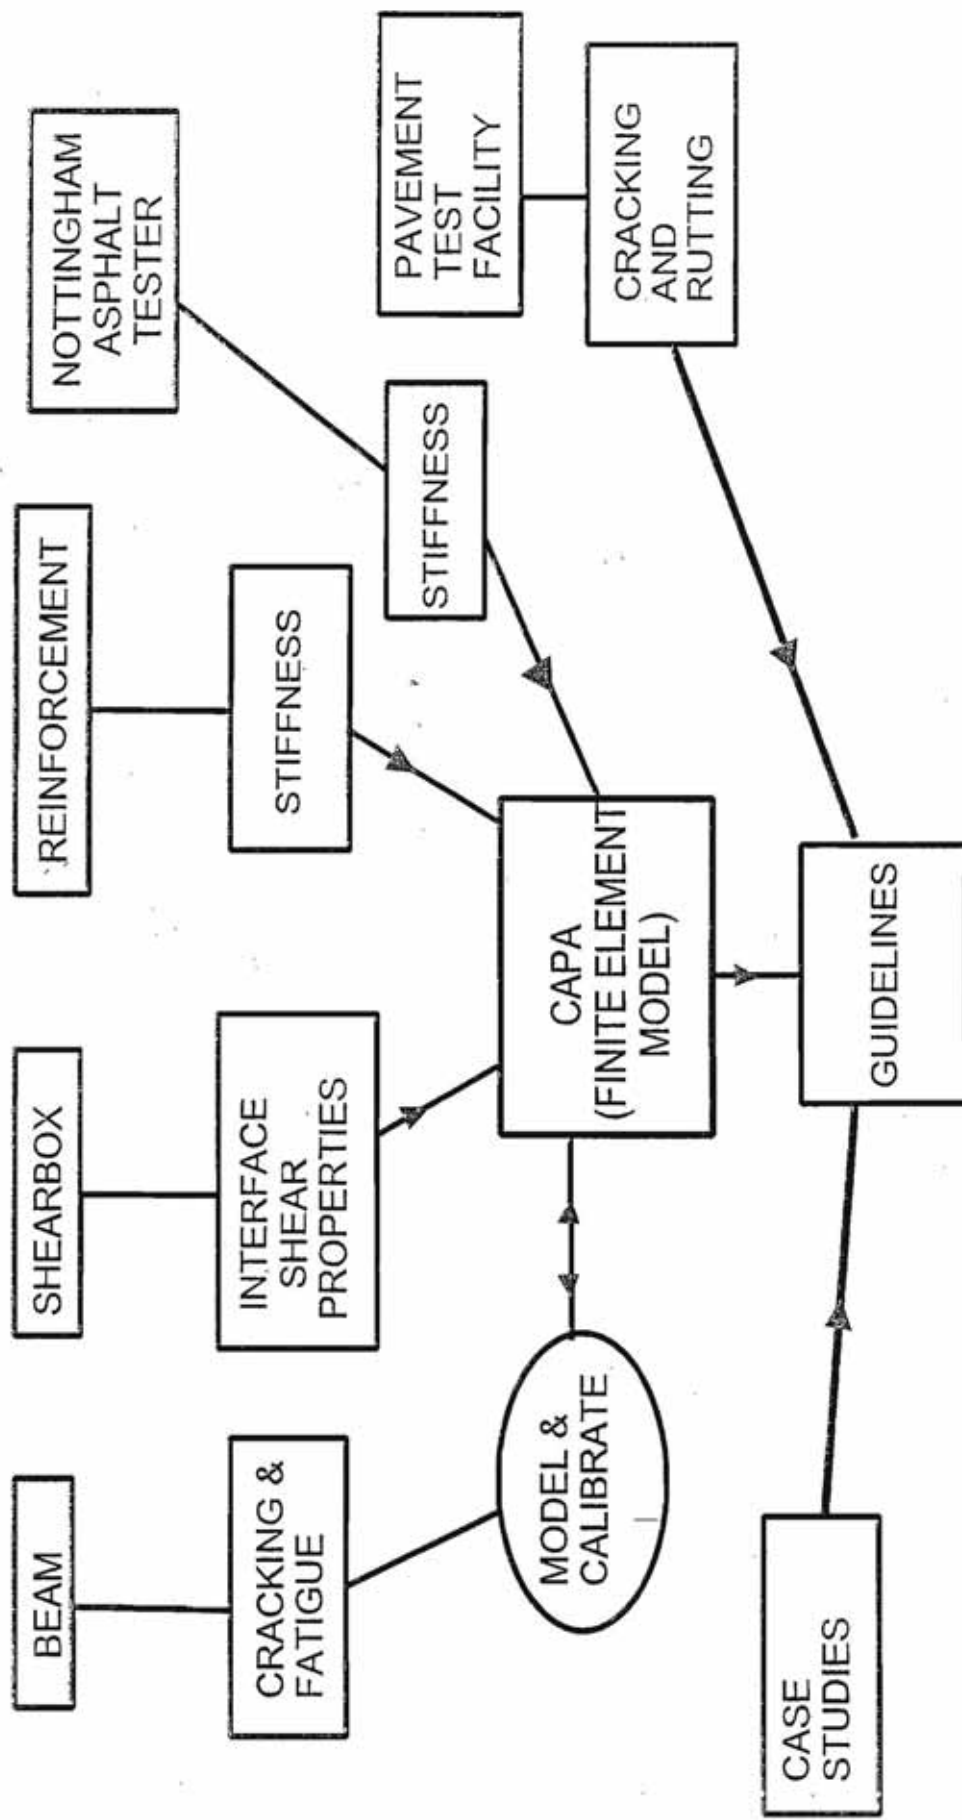 BEAM
SHEARBOX
REINFORCEMENT
NOTTINGHAM
ASPHALT
TESTER
CRACKING &
FATIGUE
INTERFACE
SHEAR
PROPERTIES
STIFFNESS
STIFFNESS
PAVEMENT
TEST
FACILITY
MODEL &
CALIBRATE
CAPA
(FINITE ELEMENT
MODEL)
CRACKING
AND
RUTTING
CASE
STUDIES
GUIDELINES